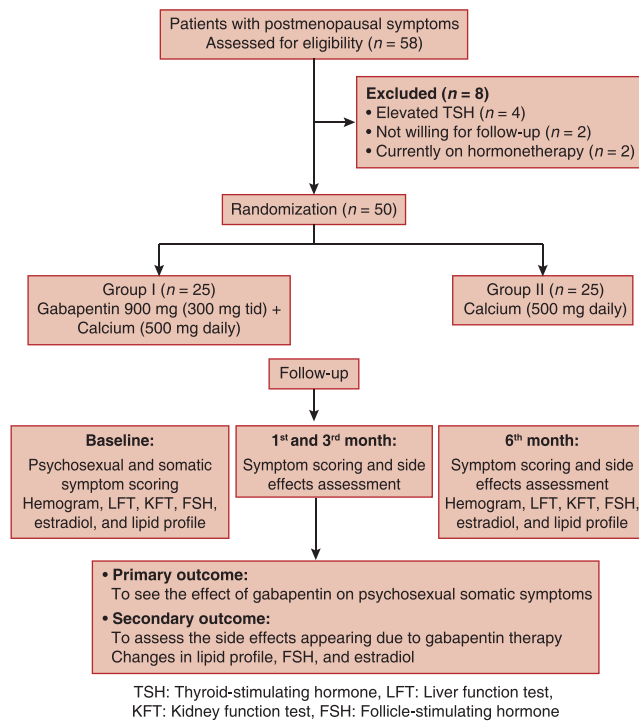 Patients with postmenopausal symptoms
Assessed for eligibility (n = 58)
Excluded (n = 8)
• Elevated TSH (n = 4)
• Not willing for follow-up (n = 2)
• Currently on hormonetherapy (n = 2)
Randomization (n = 50)
Group I (n = 25)
Gabapentin 900 mg (300 mg tid) +
Calcium (500 mg daily)
Group II (n = 25)
Calcium (500 mg daily)
Follow-up
Baseline:
Psychosexual and somatic
symptom scoring
Hemogram, LFT, KFT, FSH,
estradiol, and lipid profile
1st and 3rd month:
Symptom scoring and side
effects assessment
6th month:
Symptom scoring and side
effects assessment
Hemogram, LFT, KFT, FSH,
estradiol, and lipid profile
• Primary outcome:
To see the effect of gabapentin on psychosexual somatic symptoms
• Secondary outcome:
To assess the side effects appearing due to gabapentin therapy
Changes in lipid profile, FSH, and estradiol
TSH: Thyroid-stimulating hormone, LFT: Liver function test,
KFT: Kidney function test, FSH: Follicle-stimulating hormone